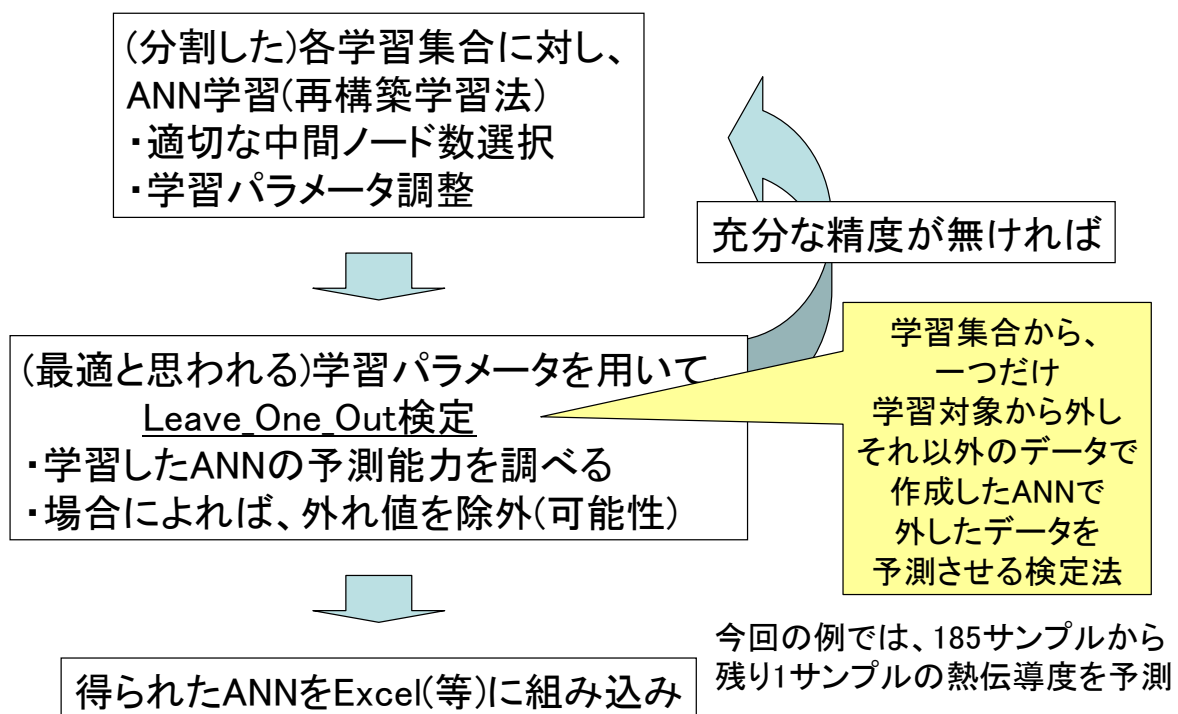 (分割した)各学習集合に対し、
ANN学習(再構築学習法)
・適切な中間ノード数選択
・学習パラメータ調整
充分な精度が無ければ
(最適と思われる)学習パラメータを用いて
Leave_One_Out検定
・学習したANNの予測能力を調べる
・場合によれば、外れ値を除外(可能性)
学習集合から、
一つだけ
学習対象から外し
それ以外のデータで
作成したANNで
外したデータを
予測させる検定法
今回の例では、185サンプルから
残り1サンプルの熱伝導度を予測
得られたANNをExcel(等)に組み込み